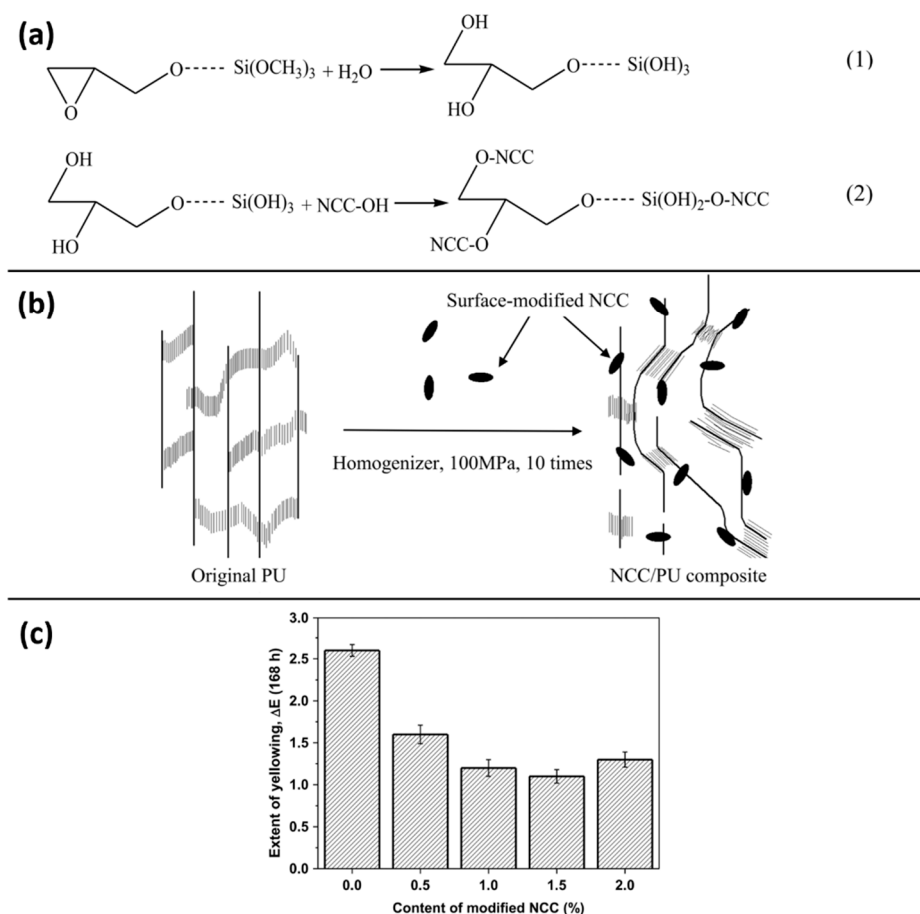 (a)
O Si(OCH₃)₃ + H₂O OH O Si(OH)₃ (1)
O HO
OH O Si(OH)₃ + NCC-OH O-NCC O Si(OH)₂-O-NCC (2)
HO NCC-O
(b)
Surface-modified NCC
Homogenizer, 100MPa, 10 times
Original PU
NCC/PU composite
(c)
Extent of yellowing, ΔE (168 h)
3.0
2.5
2.0
1.5
1.0
0.5
0.0
0.0 0.5 1.0 1.5 2.0
Content of modified NCC (%)